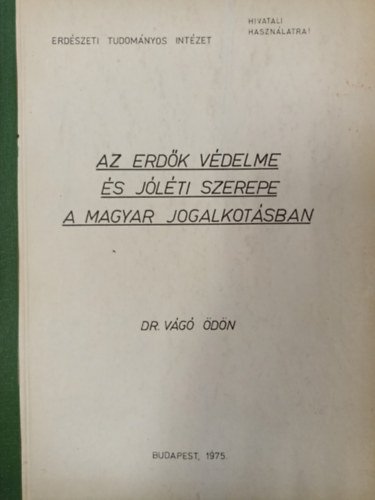 HIVATALI
HASZNÁLATRA!
ERDÉSZETI TUDOMÁNYOS INTÉZET
AZ ERDŐK VÉDELME
ÉS JÓLÉTI SZEREPE
A MAGYAR JOGALKOTÁSBAN
DR. VÁGÓ ÖDÖN
BUDAPEST, 1975.